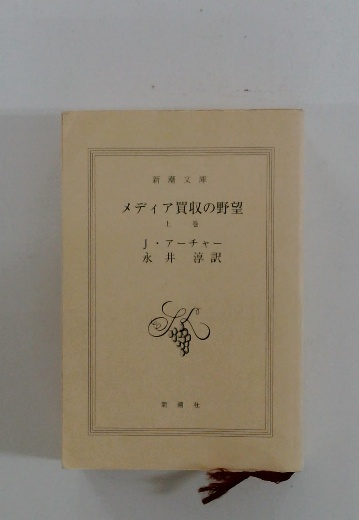 新潮文庫
メディア買収の野望
上巻
J・アーチャー
永井淳訳
新潮社